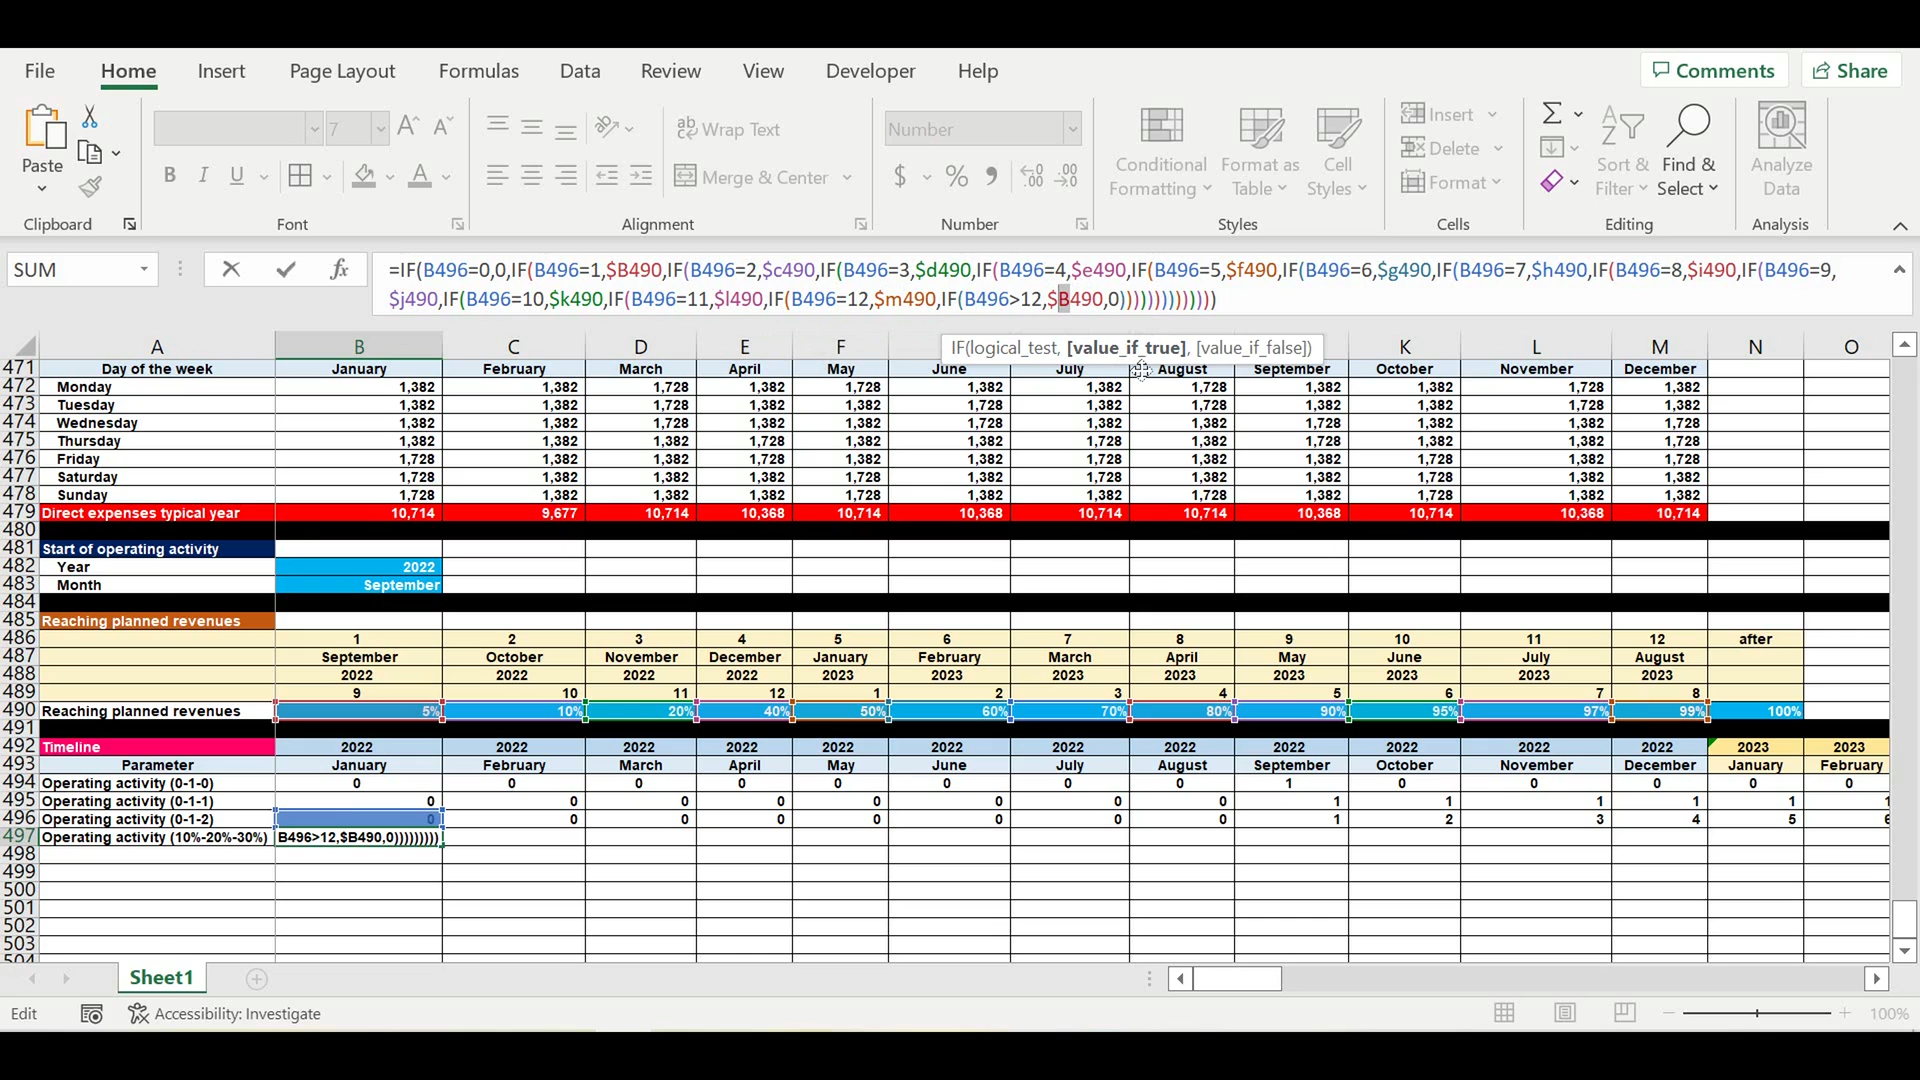 File Home Insert Page Layout Formulas Data Review View Developer Help Comments Share
Paste 7 A A ab Wrap Text Number Insert Sort & Find &
B I U A Merge & Center $ % Conditional Format as Cell Delete Filter Select Analyze
Formatting Table Styles Format Data
Clipboard Font Alignment Number Styles Cells Editing Analysis
SUM fx =IF(B496=0,0,IF(B496=1,$B490,IF(B496=2,$c490,IF(B496=3,$d490,IF(B496=4,$e490,IF(B496=5,$f490,IF(B496=6,$g490,IF(B496=7,$h490,IF(B496=8,$i490,IF(B496=9,
$j490,IF(B496=10,$k490,IF(B496=11,$l490,IF(B496=12,$m490,IF(B496>12,$B490,0))))))))))))))
IF(logical_test, [value_if_true], [value_if_false])
A B C D E F K L M N O
471 Day of the week January February March April May June July August September October November December
472 Monday 1,382 1,382 1,728 1,382 1,728 1,382 1,382 1,728 1,382 1,382 1,728 1,382
473 Tuesday 1,382 1,382 1,728 1,382 1,382 1,728 1,382 1,728 1,382 1,382 1,728 1,382
474 Wednesday 1,382 1,382 1,728 1,382 1,382 1,728 1,382 1,728 1,382 1,382 1,728 1,382
475 Thursday 1,382 1,382 1,382 1,728 1,382 1,728 1,382 1,382 1,728 1,382 1,382 1,728
476 Friday 1,728 1,382 1,382 1,728 1,382 1,382 1,728 1,382 1,728 1,382 1,382 1,728
477 Saturday 1,728 1,382 1,382 1,728 1,382 1,382 1,728 1,382 1,382 1,728 1,382 1,382
478 Sunday 1,728 1,382 1,382 1,382 1,728 1,382 1,382 1,728 1,382 1,728 1,382 1,382
479 Direct expenses typical year 10,714 9,677 10,714 10,368 10,714 10,368 10,714 10,714 10,368 10,714 10,368 10,714
480
481 Start of operating activity
482 Year 2022
483 Month September
484
485 Reaching planned revenues
486 1 2 3 4 5 6 7 8 9 10 11 12 after
487 September October November December January February March April May June July August
488 2022 2022 2022 2022 2023 2023 2023 2023 2023 2023 2023 2023
489 9 10 11 12 1 2 3 4 5 6 7 8
490 Reaching planned revenues 5% 10% 20% 40% 50% 60% 70% 80% 90% 95% 97% 99% 100%
491
492 Timeline 2022 2022 2022 2022 2022 2022 2022 2022 2022 2022 2022 2022 2023 2023
493 Parameter January February March April May June July August September October November December January February
494 Operating activity (0-1-0) 0 0 0 0 0 0 0 0 1 0 0 0 0 0
495 Operating activity (0-1-1) 0 0 0 0 0 0 0 0 1 1 1 1 1 1
496 Operating activity (0-1-2) 0 0 0 0 0 0 0 0 1 2 3 4 5 6
497 Operating activity (10%-20%-30%) B496>12,$B490,0)))))))))
498
499
500
501
502
503
504
Sheet1
Edit Accessibility: Investigate 100%